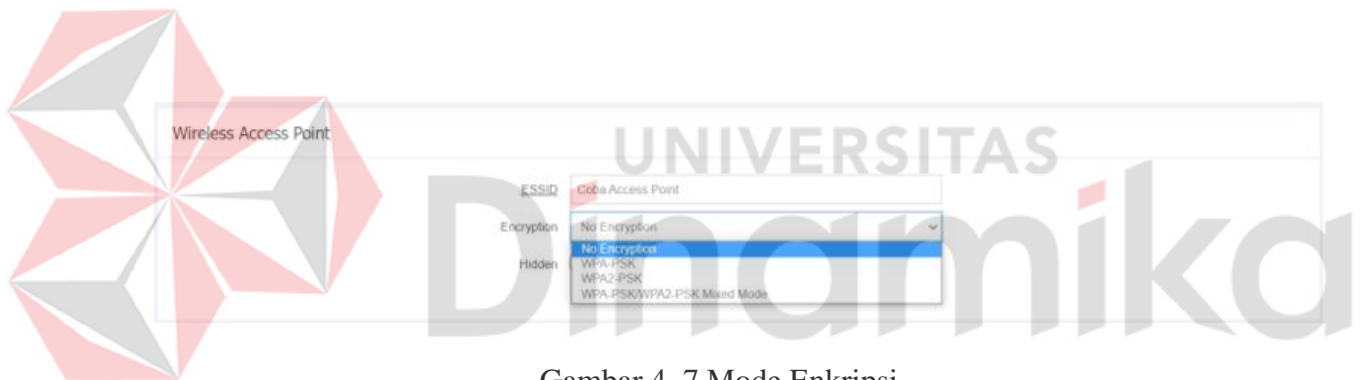 Wireless Access Point
UNIVERSITAS
Dinamika
ESSID Coba Access Point
Encryption No Encryption
No Encryption
Hidden WPA-PSK
WPA2-PSK
WPA-PSK/WPA2-PSK Mixed Mode
Gambar 4. 7 Mode Enkripsi